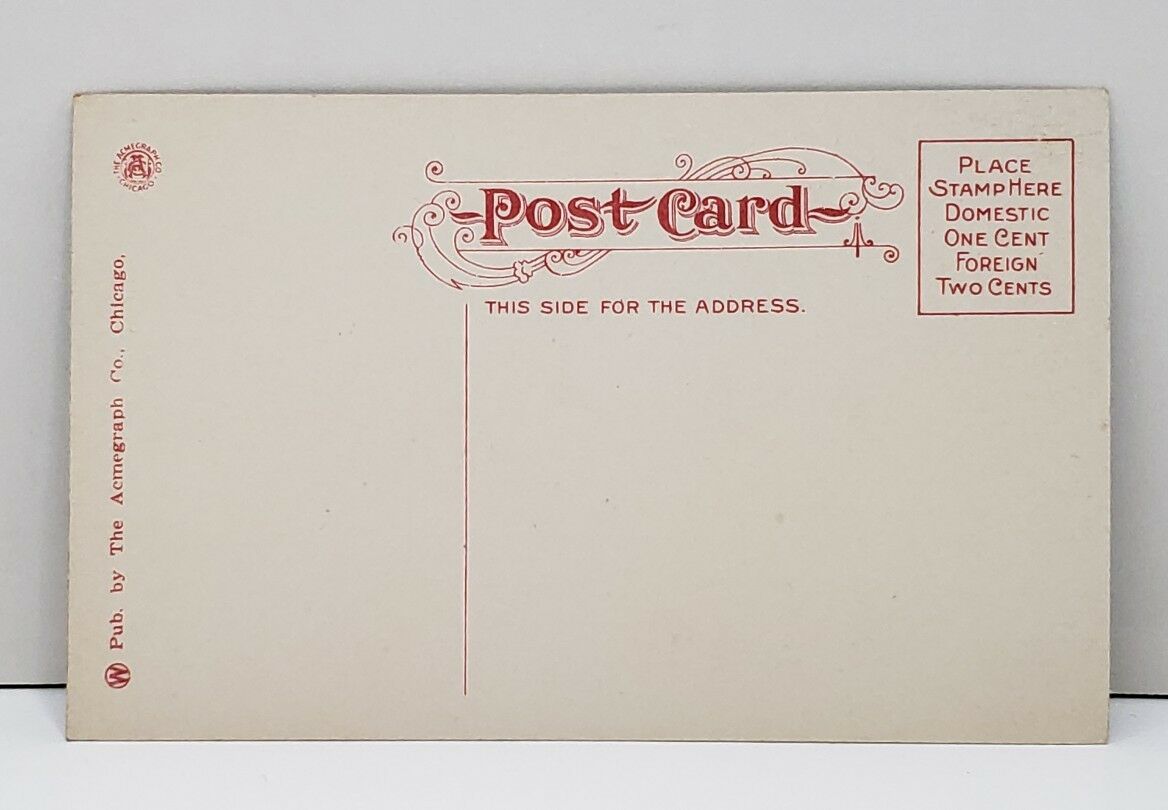 THE ACMEGRAPH CO.
CHICAGO
Post Card
THIS SIDE FOR THE ADDRESS.
PLACE
STAMP HERE
DOMESTIC
ONE CENT
FOREIGN
TWO CENTS
W Pub. by The Acmegraph Co., Chicago,